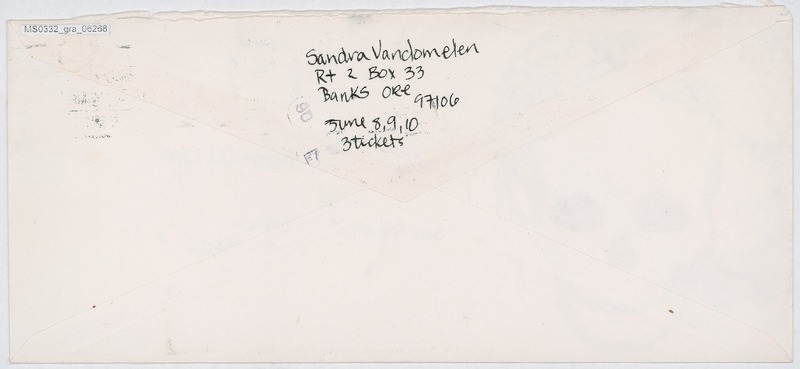 MS0332_gra_06268
Sandra Vandomelen
Rt 2 Box 33
Banks Ore
97106
June 8, 9, 10
3 tickets